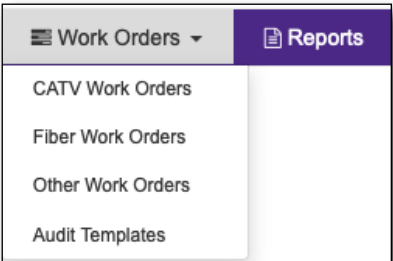 Work Orders
Reports
CATV Work Orders
Fiber Work Orders
Other Work Orders
Audit Templates